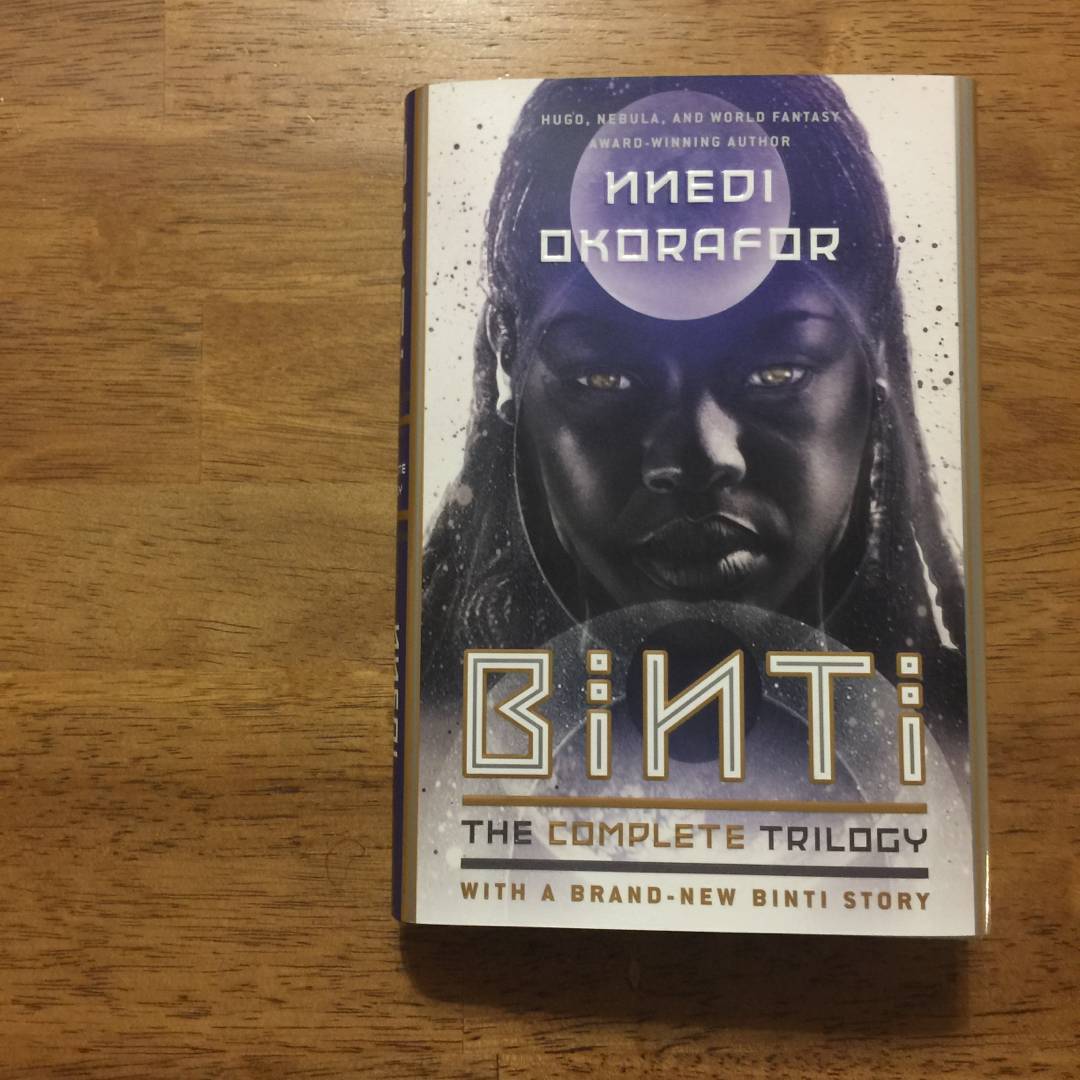 HUGO, NEBULA, AND WORLD FANTASY
AWARD-WINNING AUTHOR
NNEDI
OKORAFOR
BiNTi
THE COMPLETE TRILOGY
WITH A BRAND-NEW BINTI STORY